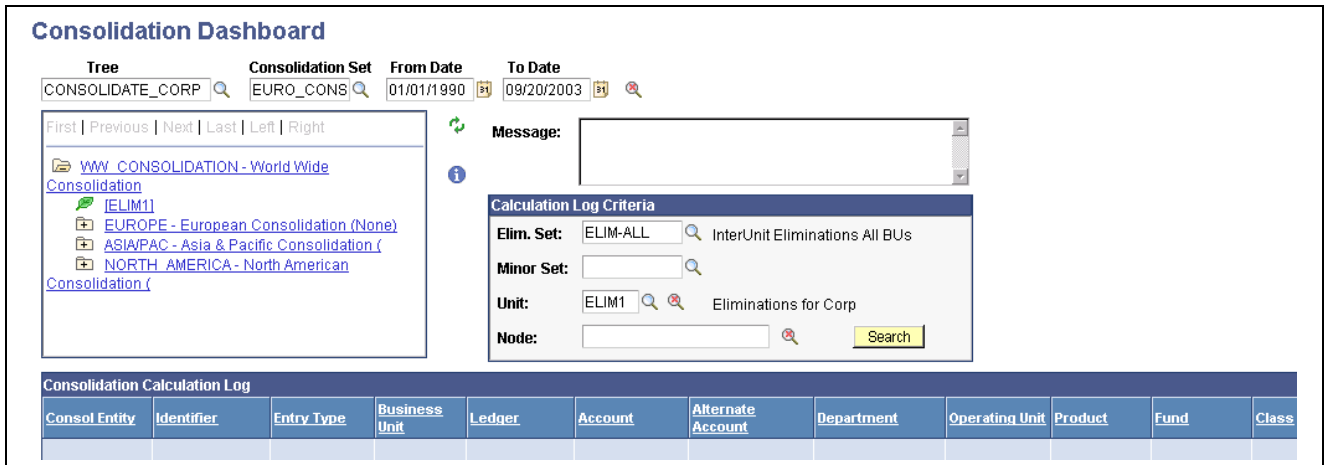 Consolidation Dashboard
Tree Consolidation Set From Date To Date
CONSOLIDATE_CORP EURO_CONS 01/01/1990 09/20/2003
First | Previous | Next | Last | Left | Right
WW_CONSOLIDATION - World Wide
Consolidation
[ELIM1]
EUROPE - European Consolidation (None)
ASIA/PAC - Asia & Pacific Consolidation (
NORTH_AMERICA - North American
Consolidation (
Message:
Calculation Log Criteria
Elim. Set: ELIM-ALL InterUnit Eliminations All BUs
Minor Set:
Unit: ELIM1 Eliminations for Corp
Node: Search
Consolidation Calculation Log
Consol Entity Identifier Entry Type Business Unit Ledger Account Alternate Account Department Operating Unit Product Fund Class